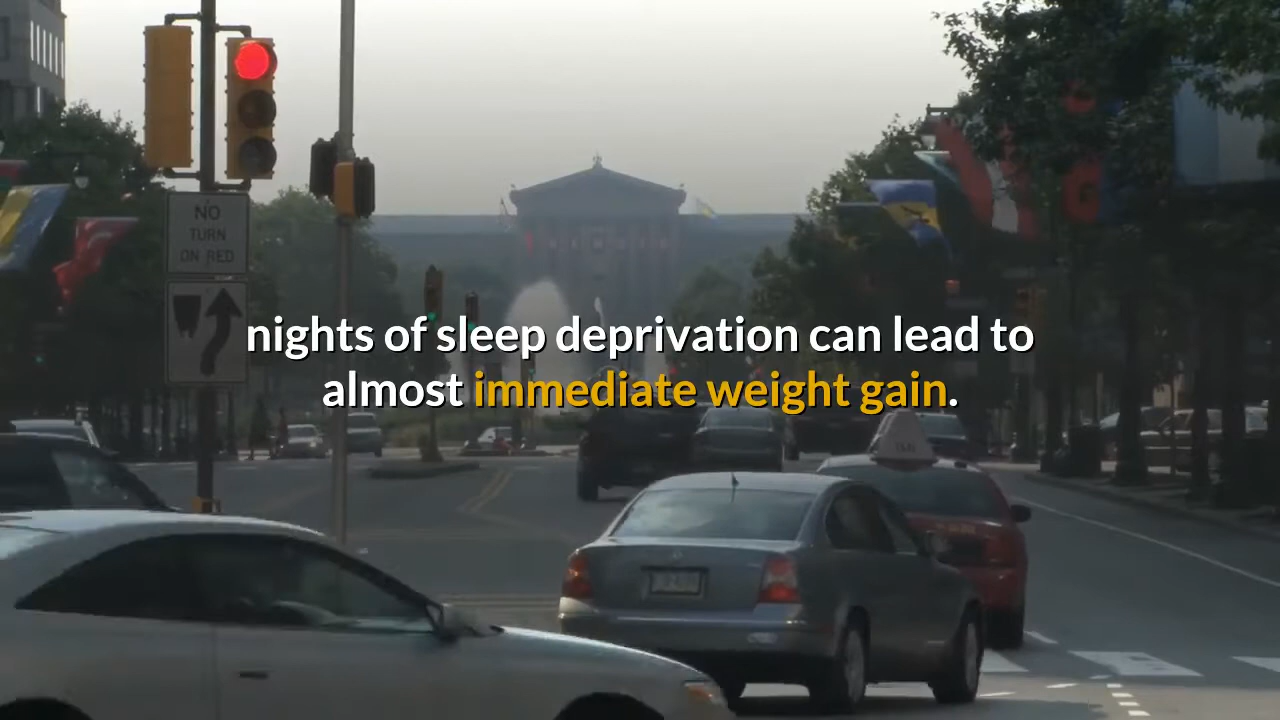 NO
TURN
ON RED
nights of sleep deprivation can lead to
almost immediate weight gain.